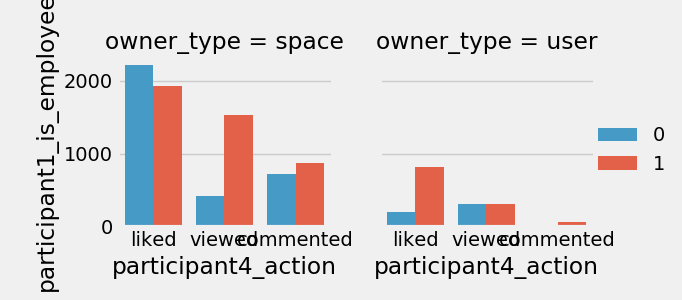 owner_type = space
owner_type = user
participant1_is_employee
2000
1000
0
liked
viewed
commented
liked
viewed
commented
participant4_action
participant4_action
0
1